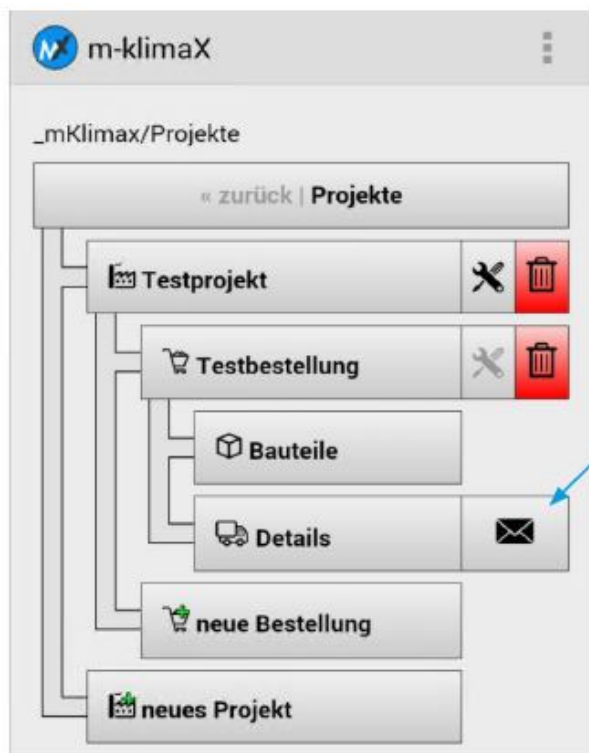 m-klimaX
_mKlimax/Projekte
« zurück | Projekte
Testprojekt
Testbestellung
Bauteile
Details
neue Bestellung
neues Projekt